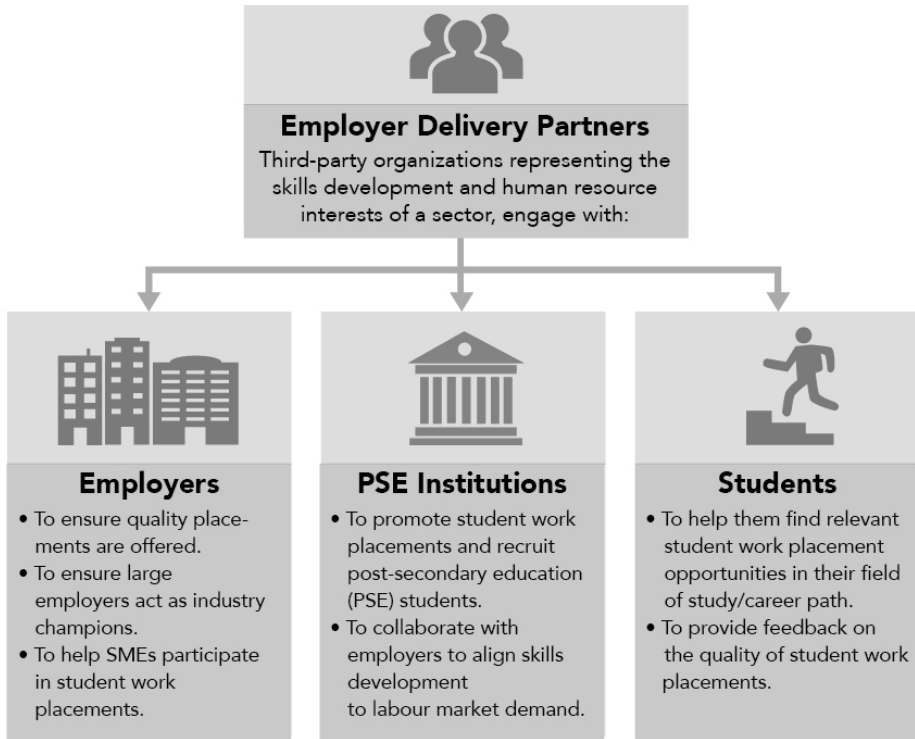 Employer Delivery Partners
Third-party organizations representing the
skills development and human resource
interests of a sector, engage with:
Employers
• To ensure quality place-
ments are offered.
• To ensure large
employers act as industry
champions.
• To help SMEs participate
in student work
placements.
PSE Institutions
• To promote student work
placements and recruit
post-secondary education
(PSE) students.
• To collaborate with
employers to align skills
development
to labour market demand.
Students
• To help them find relevant
student work placement
opportunities in their field
of study/career path.
• To provide feedback on
the quality of student work
placements.